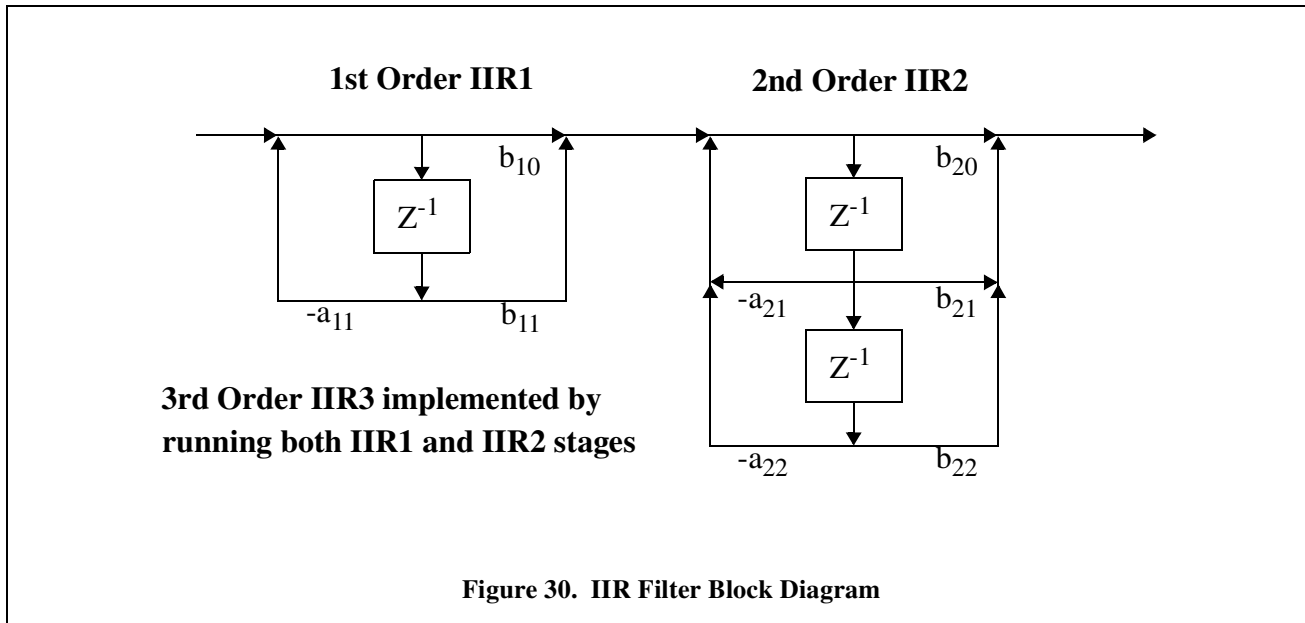 1st Order IIR1
2nd Order IIR2
b10
b20
Z-1
Z-1
-a11
b11
-a21
b21
Z-1
3rd Order IIR3 implemented by
running both IIR1 and IIR2 stages
-a22
b22
Figure 30. IIR Filter Block Diagram